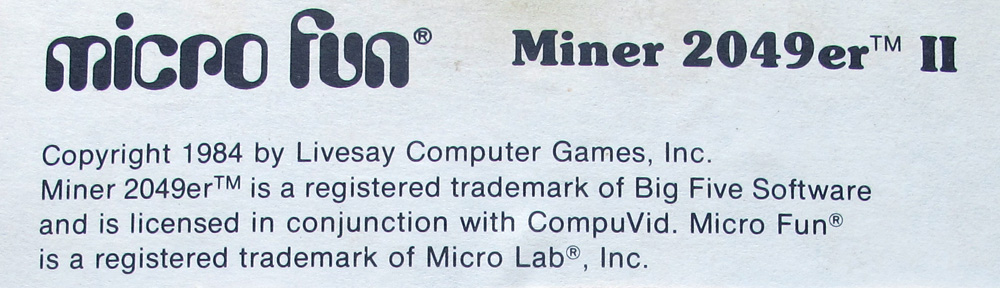 micro fun® Miner 2049er™ II
Copyright 1984 by Livesay Computer Games, Inc.
Miner 2049er™ is a registered trademark of Big Five Software
and is licensed in conjunction with CompuVid. Micro Fun®
is a registered trademark of Micro Lab®, Inc.